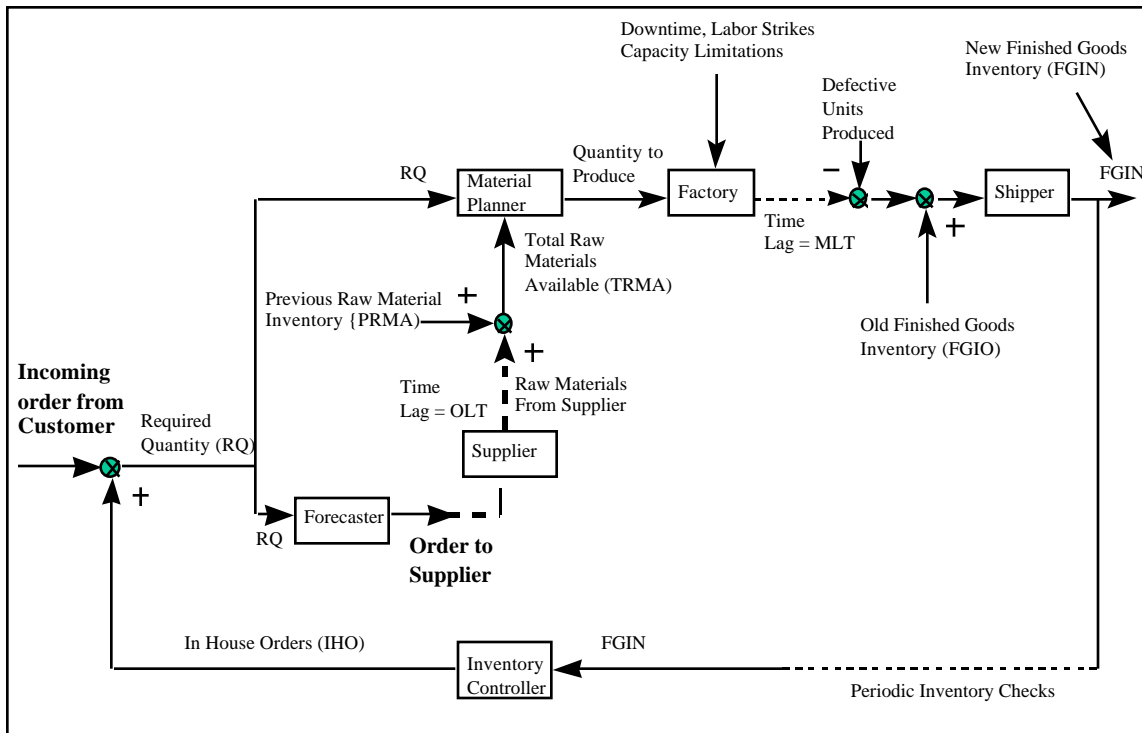 Downtime, Labor Strikes
Capacity Limitations
New Finished Goods
Inventory (FGIN)
Defective
Units
Produced
RQ
Material
Planner
Quantity to
Produce
Factory
−
Shipper
FGIN
Time
Lag = MLT
+
Total Raw
Materials
Available (TRMA)
Previous Raw Material
Inventory {PRMA)
+
+
Old Finished Goods
Inventory (FGIO)
Incoming
order from
Customer
Required
Quantity (RQ)
Time
Lag = OLT
Raw Materials
From Supplier
Supplier
+
RQ
Forecaster
Order to
Supplier
In House Orders (IHO)
Inventory
Controller
FGIN
Periodic Inventory Checks